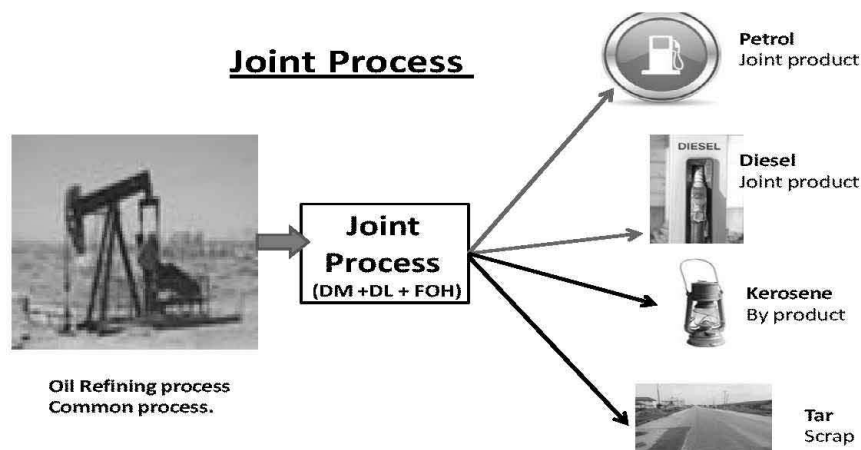 Joint Process
Petrol
Joint product
DIESEL
Diesel
Joint product
Joint
Process
(DM +DL + FOH)
Kerosene
By product
Oil Refining process
Common process.
Tar
Scrap